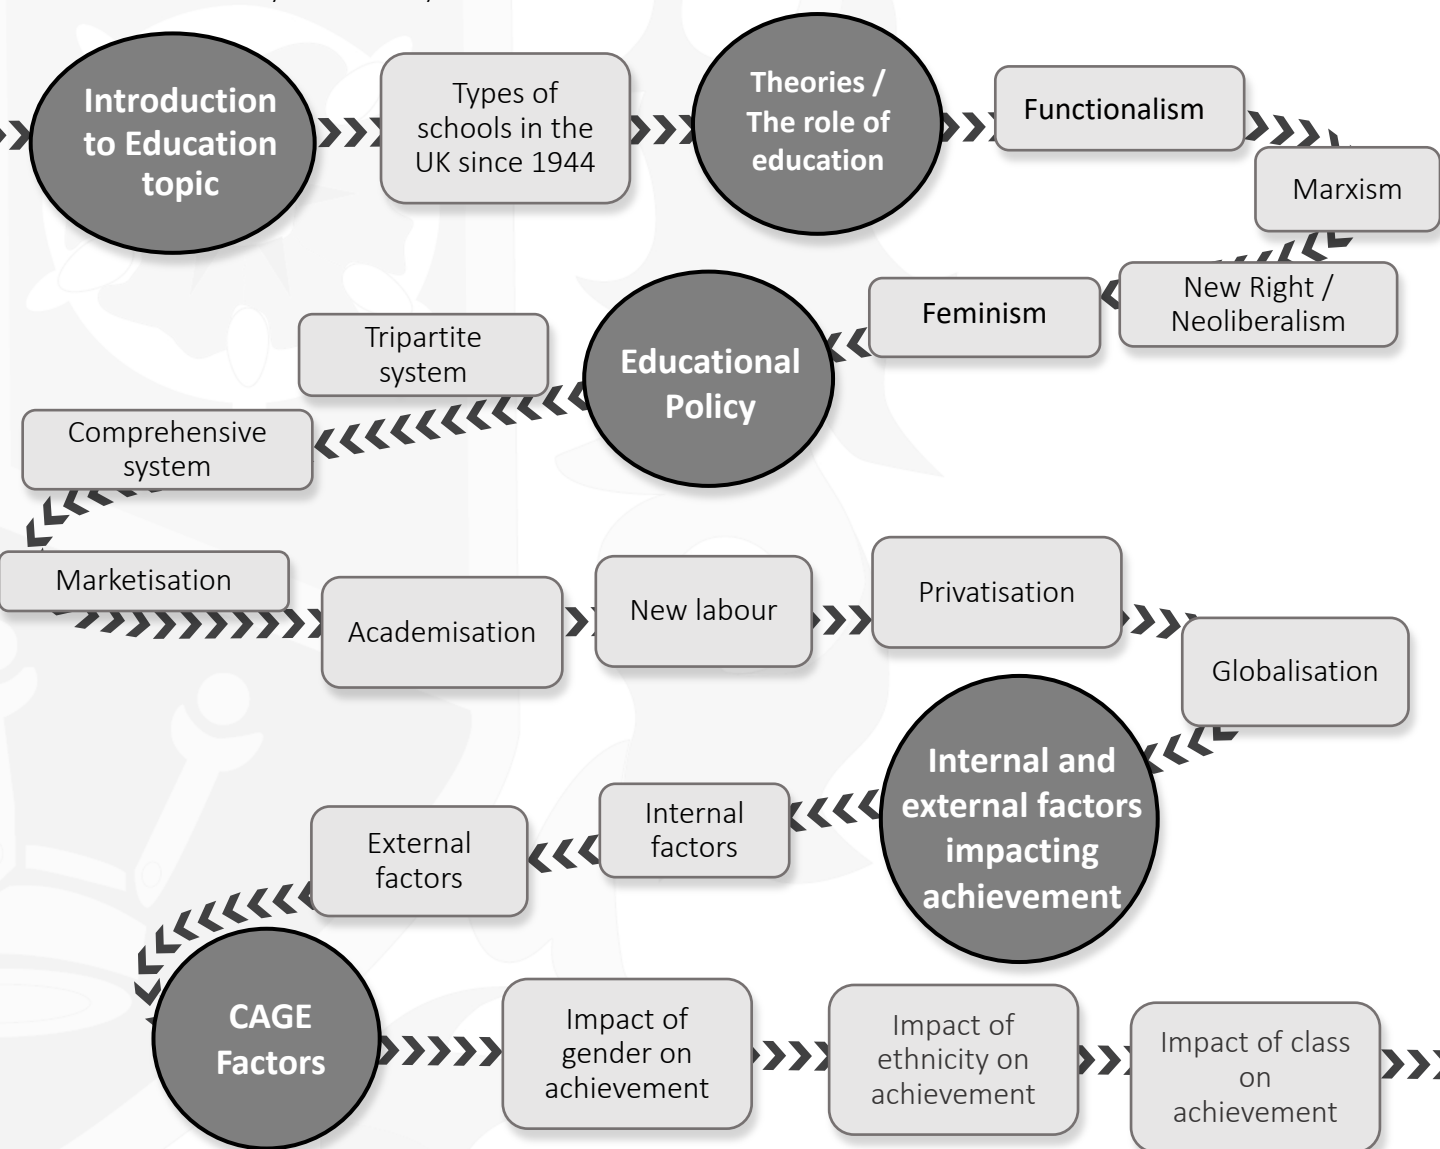 Introduction
to Education
topic
Types of
schools in the
UK since 1944
Theories /
The role of
education
Functionalism
Marxism
New Right /
Neoliberalism
Feminism
Educational
Policy
Tripartite
system
Comprehensive
system
Marketisation
Academisation
New labour
Privatisation
Globalisation
Internal and
external factors
impacting
achievement
Internal
factors
External
factors
CAGE
Factors
Impact of
gender on
achievement
Impact of
ethnicity on
achievement
Impact of class
on
achievement